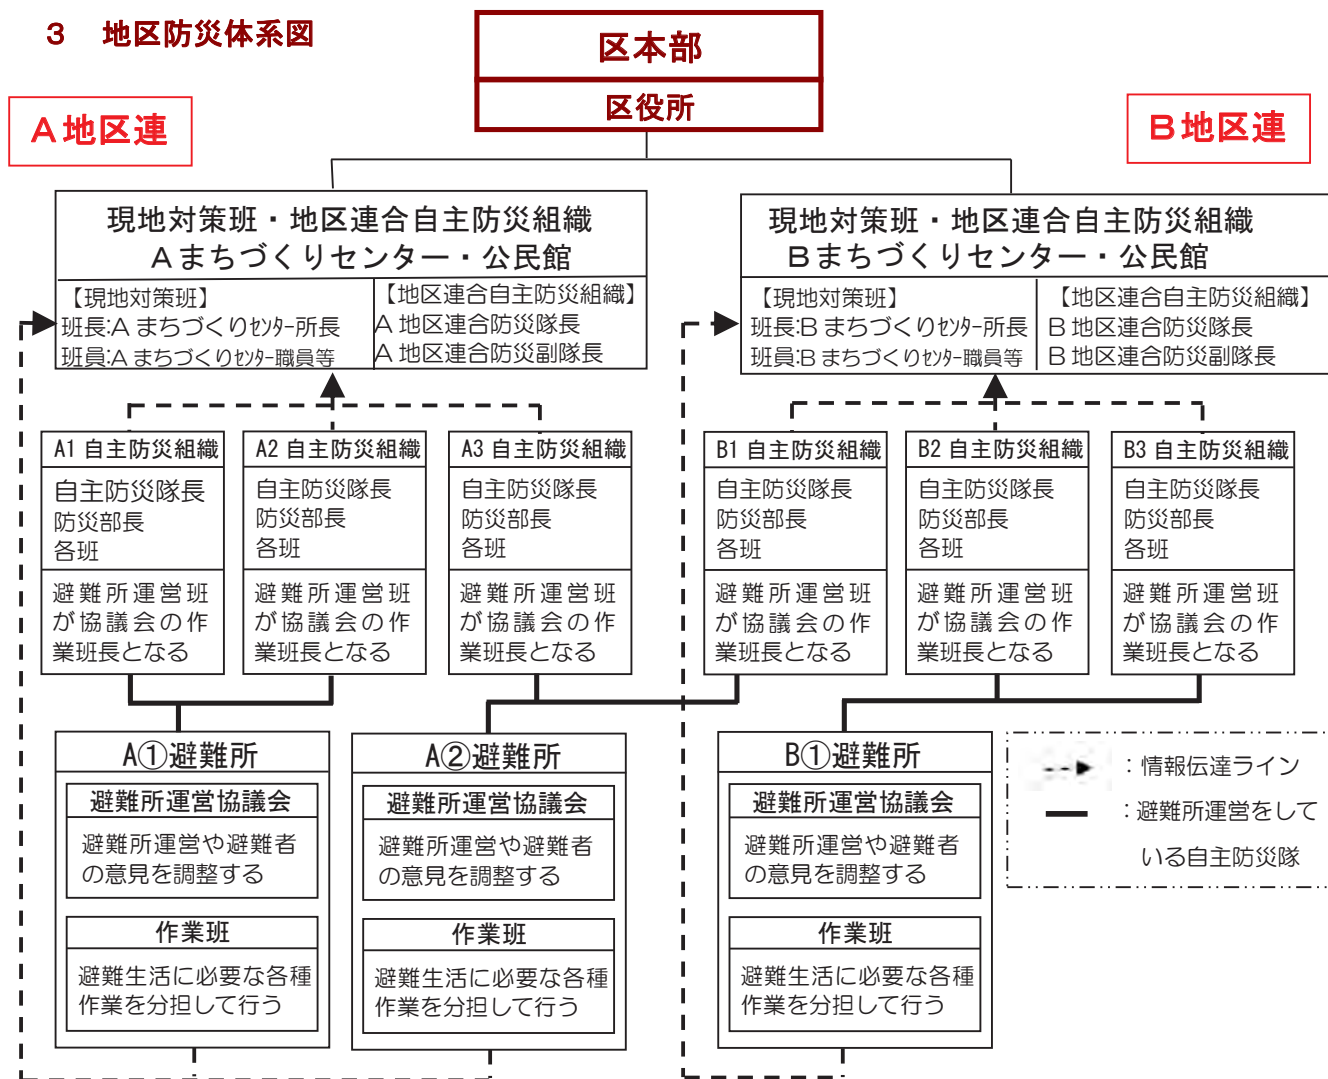 3 地区防災体系図
区本部
区役所
A地区連
B地区連
現地対策班・地区連合自主防災組織
Aまちづくりセンター・公民館
【現地対策班】
班長:A まちづくりセンター所長
班員:A まちづくりセンター職員等
【地区連合自主防災組織】
A 地区連合防災隊長
A 地区連合防災副隊長
現地対策班・地区連合自主防災組織
Bまちづくりセンター・公民館
【現地対策班】
班長:B まちづくりセンター所長
班員:B まちづくりセンター職員等
【地区連合自主防災組織】
B 地区連合防災隊長
B 地区連合防災副隊長
A1 自主防災組織
自主防災隊長
防災部長
各班
避難所運営班
が協議会の作
業班長となる
A2 自主防災組織
自主防災隊長
防災部長
各班
避難所運営班
が協議会の作
業班長となる
A3 自主防災組織
自主防災隊長
防災部長
各班
避難所運営班
が協議会の作
業班長となる
B1 自主防災組織
自主防災隊長
防災部長
各班
避難所運営班
が協議会の作
業班長となる
B2 自主防災組織
自主防災隊長
防災部長
各班
避難所運営班
が協議会の作
業班長となる
B3 自主防災組織
自主防災隊長
防災部長
各班
避難所運営班
が協議会の作
業班長となる
A①避難所
避難所運営協議会
避難所運営や避難者
の意見を調整する
作業班
避難生活に必要な各種
作業を分担して行う
A②避難所
避難所運営協議会
避難所運営や避難者
の意見を調整する
作業班
避難生活に必要な各種
作業を分担して行う
B①避難所
避難所運営協議会
避難所運営や避難者
の意見を調整する
作業班
避難生活に必要な各種
作業を分担して行う
:情報伝達ライン
:避難所運営をして
いる自主防災隊